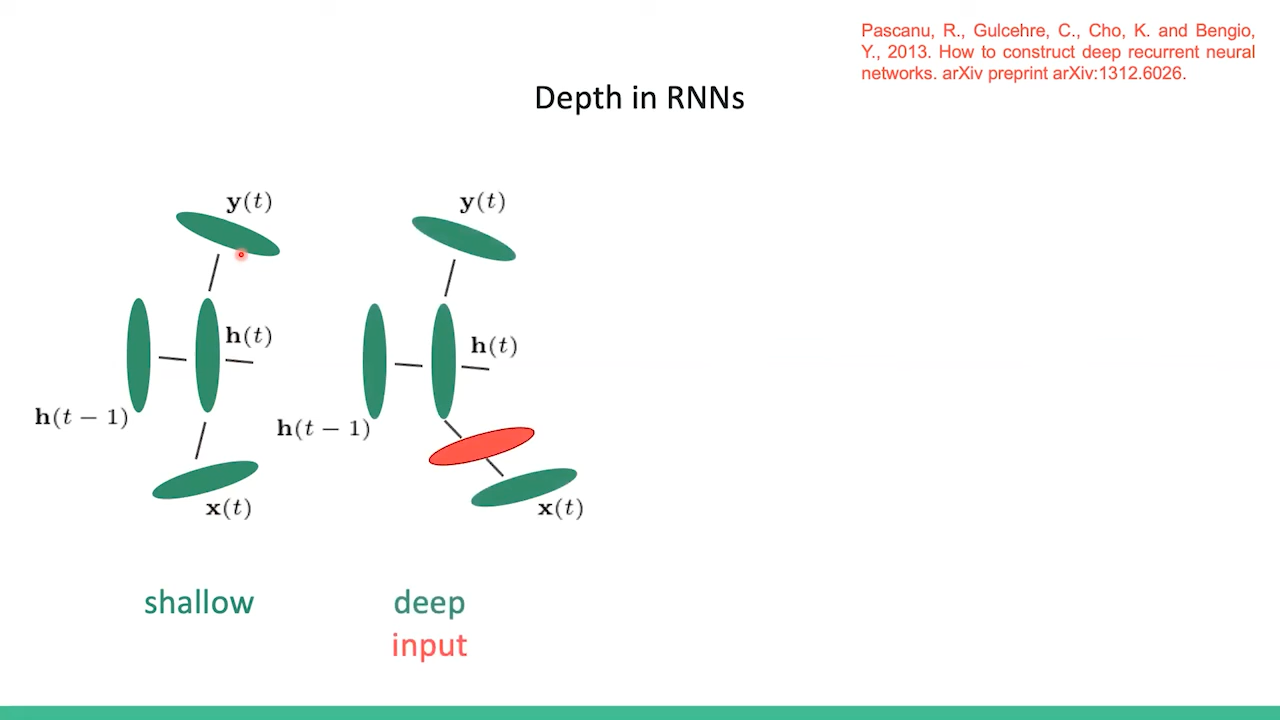 Pascanu, R., Gulcehre, C., Cho, K. and Bengio,
Y., 2013. How to construct deep recurrent neural
networks. arXiv preprint arXiv:1312.6026.
Depth in RNNs
y(t)
y(t)
h(t)
h(t)
h(t − 1)
h(t − 1)
x(t)
x(t)
shallow
deep
input